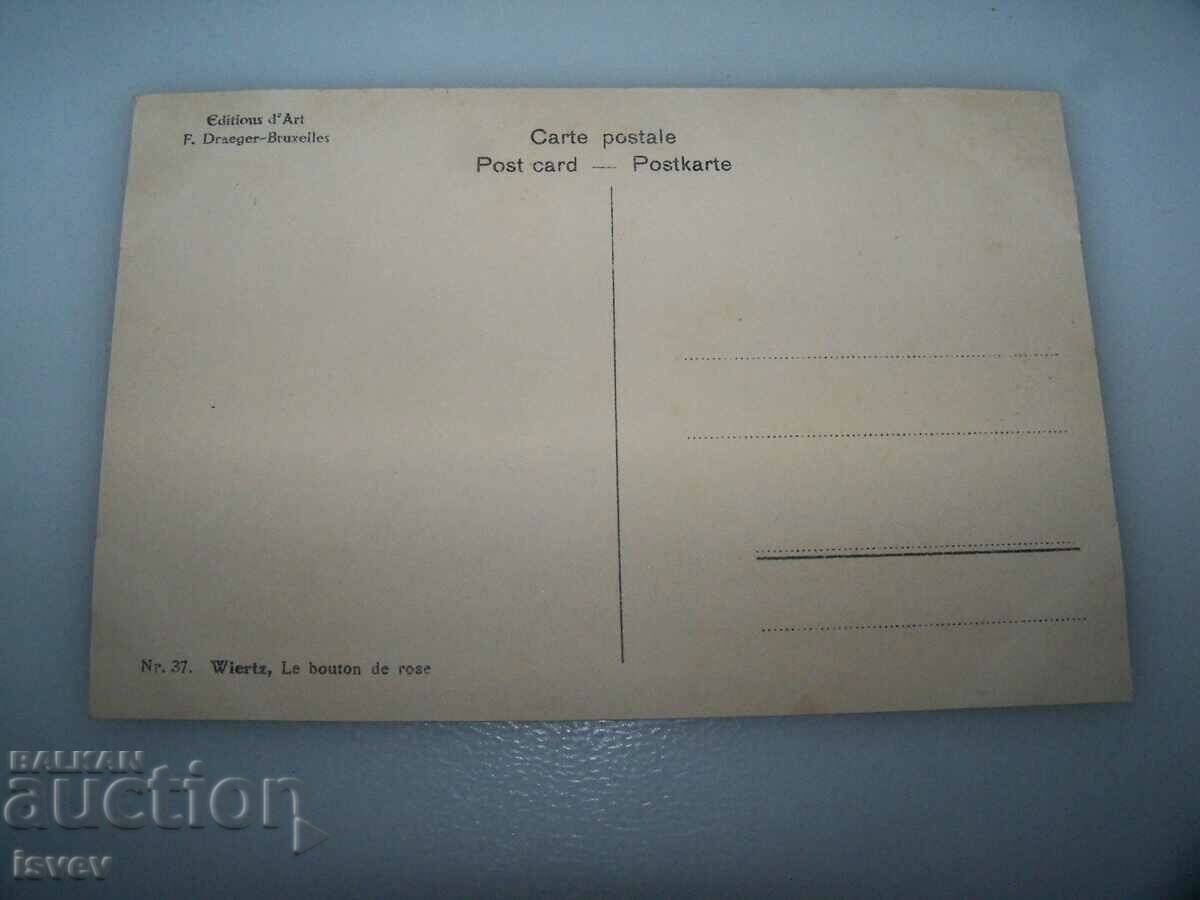 Editions d'Art
F. Draeger-Bruxelles
Carte postale
Post card — Postkarte
Nr. 37. Wiertz, Le bouton de rose
BALKAN
auction
isvev